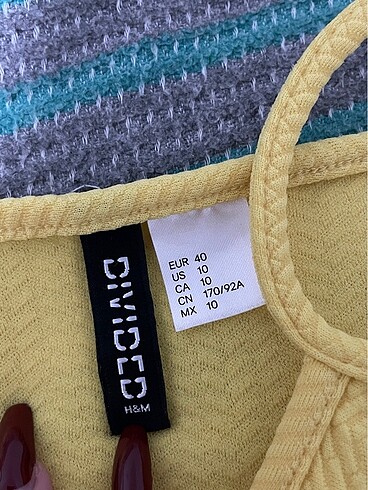 DIVIDED
H&M
EUR 40
US 10
CA 10
CN 170/92A
MX 10